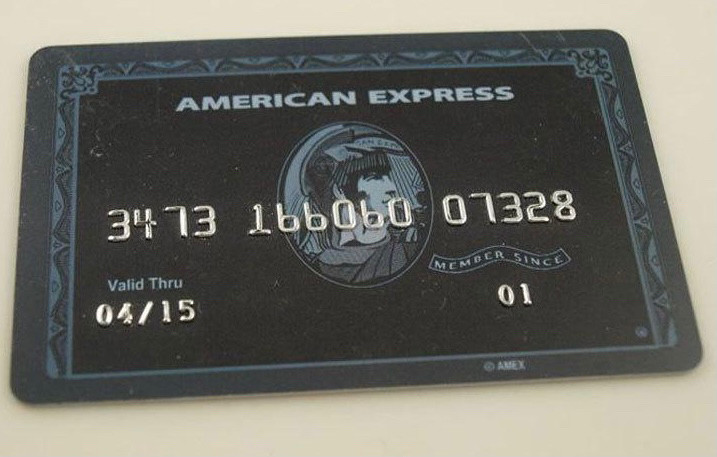 AMERICAN EXPRESS
3473 166060 07328
MEMBER SINCE
Valid Thru
04/15 01
© AMEX